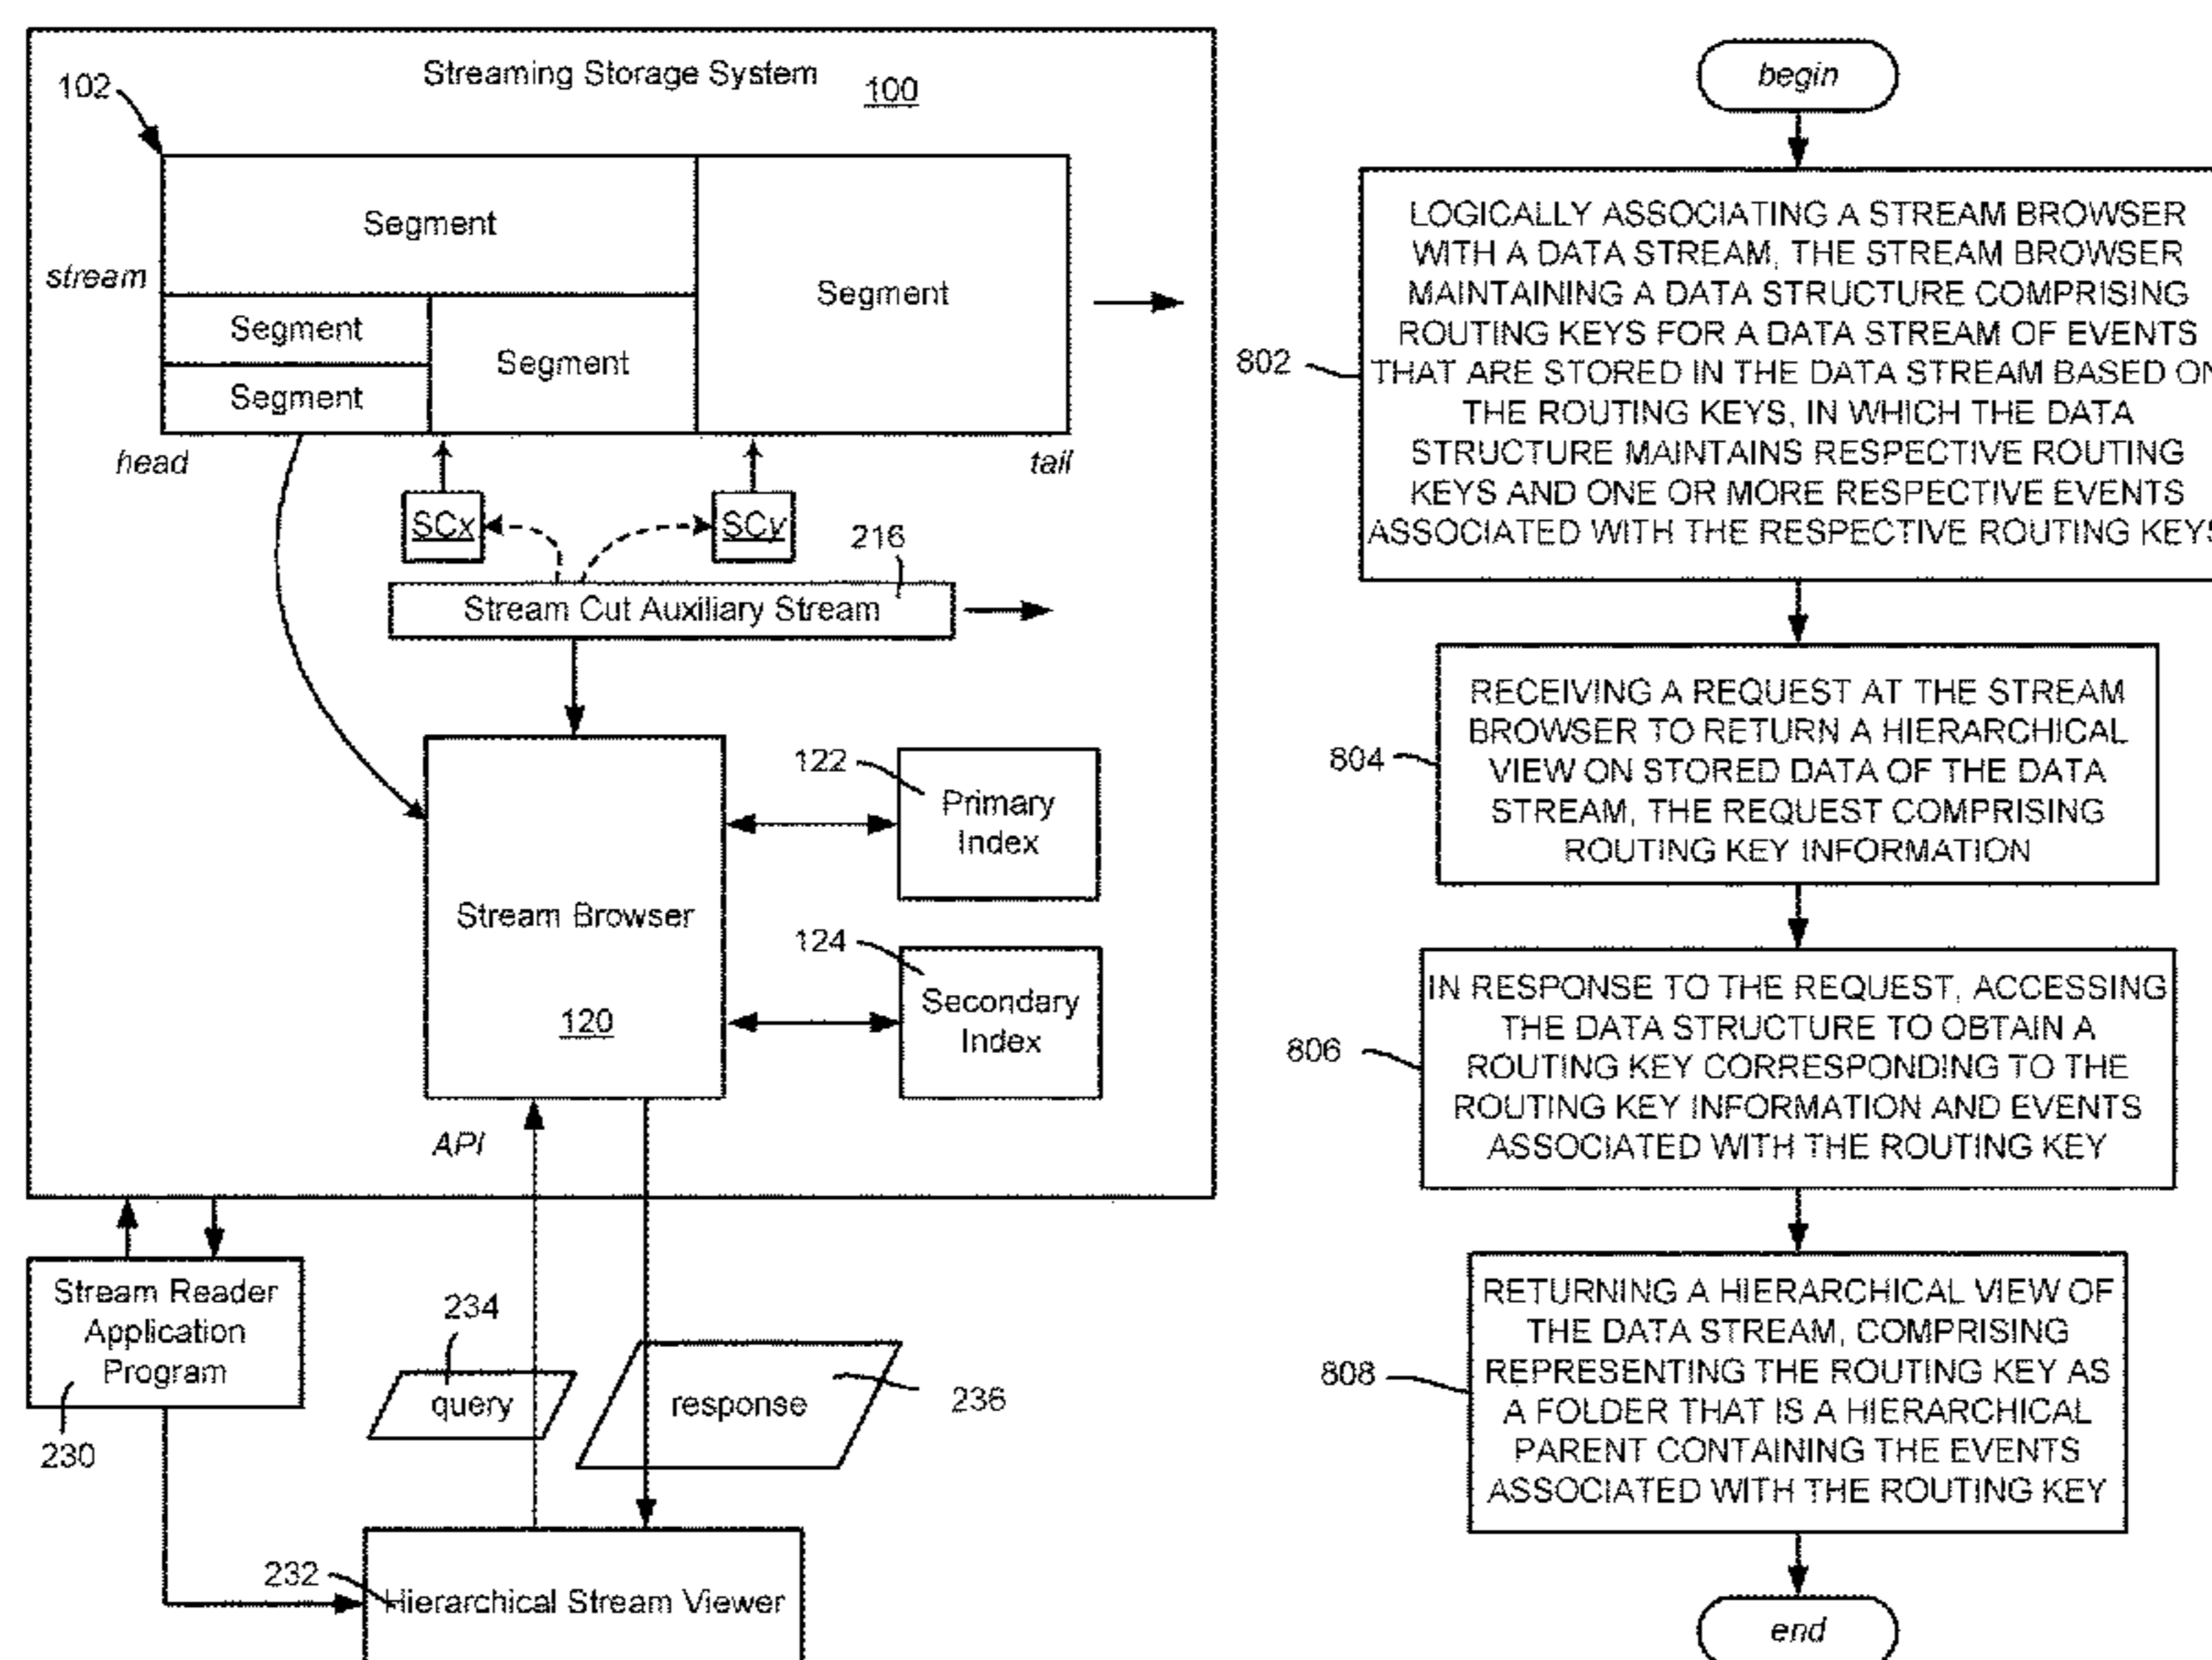 Streaming Storage System
100
102
Segment
stream
Segment
Segment
Segment
Segment
head
tail
SCx
SCy
216
Stream Cut Auxiliary Stream
122
Primary
Index
Stream Browser
120
124
Secondary
Index
API
Stream Reader
Application
Program
230
234
query
response
236
232
Hierarchical Stream Viewer
begin
802
LOGICALLY ASSOCIATING A STREAM BROWSER
WITH A DATA STREAM, THE STREAM BROWSER
MAINTAINING A DATA STRUCTURE COMPRISING
ROUTING KEYS FOR A DATA STREAM OF EVENTS
THAT ARE STORED IN THE DATA STREAM BASED ON
THE ROUTING KEYS, IN WHICH THE DATA
STRUCTURE MAINTAINS RESPECTIVE ROUTING
KEYS AND ONE OR MORE RESPECTIVE EVENTS
ASSOCIATED WITH THE RESPECTIVE ROUTING KEYS
804
RECEIVING A REQUEST AT THE STREAM
BROWSER TO RETURN A HIERARCHICAL
VIEW ON STORED DATA OF THE DATA
STREAM, THE REQUEST COMPRISING
ROUTING KEY INFORMATION
806
IN RESPONSE TO THE REQUEST, ACCESSING
THE DATA STRUCTURE TO OBTAIN A
ROUTING KEY CORRESPONDING TO THE
ROUTING KEY INFORMATION AND EVENTS
ASSOCIATED WITH THE ROUTING KEY
808
RETURNING A HIERARCHICAL VIEW OF
THE DATA STREAM, COMPRISING
REPRESENTING THE ROUTING KEY AS
A FOLDER THAT IS A HIERARCHICAL
PARENT CONTAINING THE EVENTS
ASSOCIATED WITH THE ROUTING KEY
end